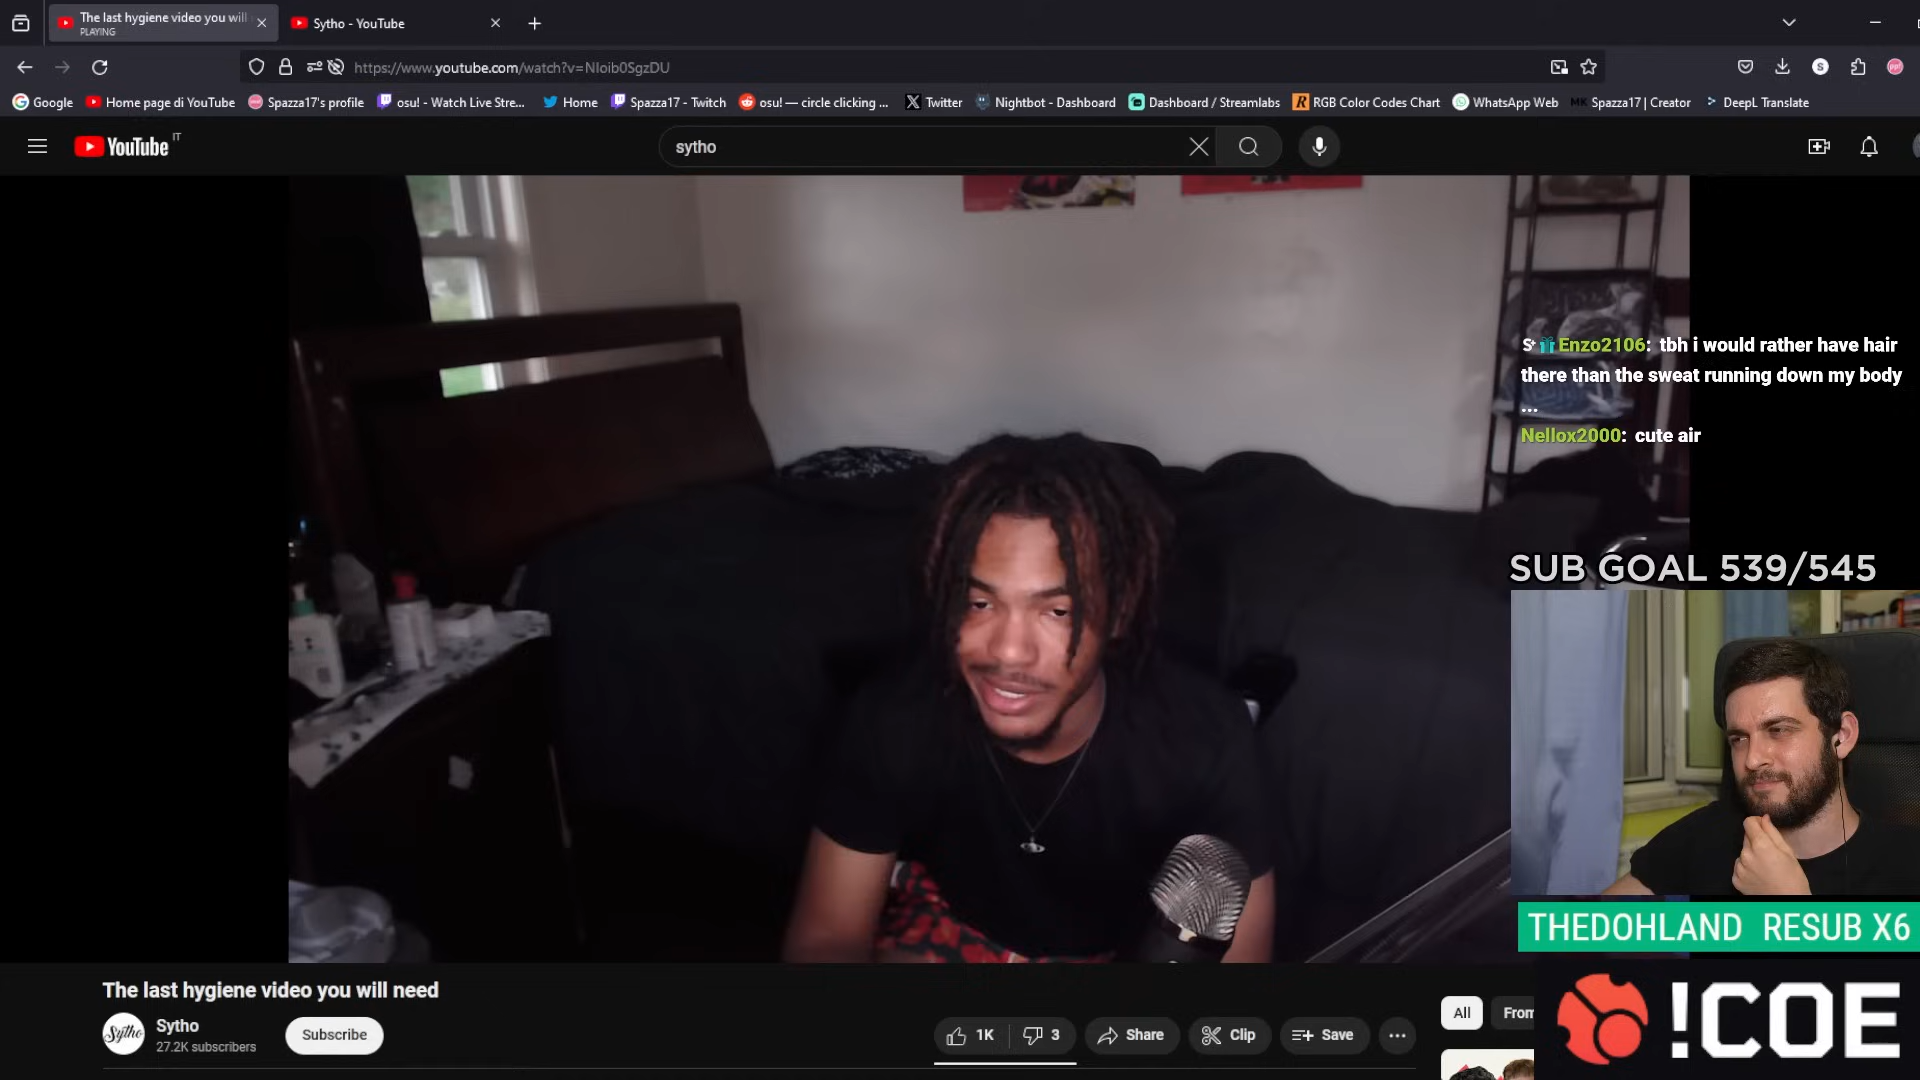 The last hygiene video you will
PLAYING
Sytho - YouTube
https://www.youtube.com/watch?v=NIoib0SgzDU
Google
Home page di YouTube
Spazza17's profile
osu! - Watch Live Stre...
Home
Spazza17 - Twitch
osu! — circle clicking ...
Twitter
Nightbot - Dashboard
Dashboard / Streamlabs
RGB Color Codes Chart
WhatsApp Web
MK Spazza17 | Creator
DeepL Translate
YouTube IT
sytho
Enzo2106: tbh i would rather have hair
there than the sweat running down my body
...
Nellox2000: cute air
SUB GOAL 539/545
THEDOHLAND RESUB X6
!COE
The last hygiene video you will need
Sytho
Sytho
27.2K subscribers
Subscribe
1K
3
Share
Clip
Save
All
From